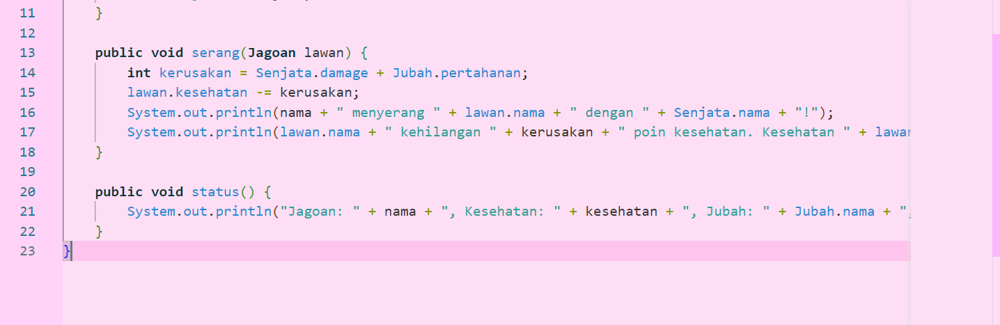 11 }
12
13 public void serang(Jagoan lawan) {
14 int kerusakan = Senjata.damage + Jubah.pertahanan;
15 lawan.kesehatan -= kerusakan;
16 System.out.println(nama + " menyerang " + lawan.nama + " dengan " + Senjata.nama + "!");
17 System.out.println(lawan.nama + " kehilangan " + kerusakan + " poin kesehatan. Kesehatan " +
18 }
19
20 public void status() {
21 System.out.println("Jagoan: " + nama + ", Kesehatan: " + kesehatan + ", Jubah: " + Jubah.nama + ",
22 }
23 }